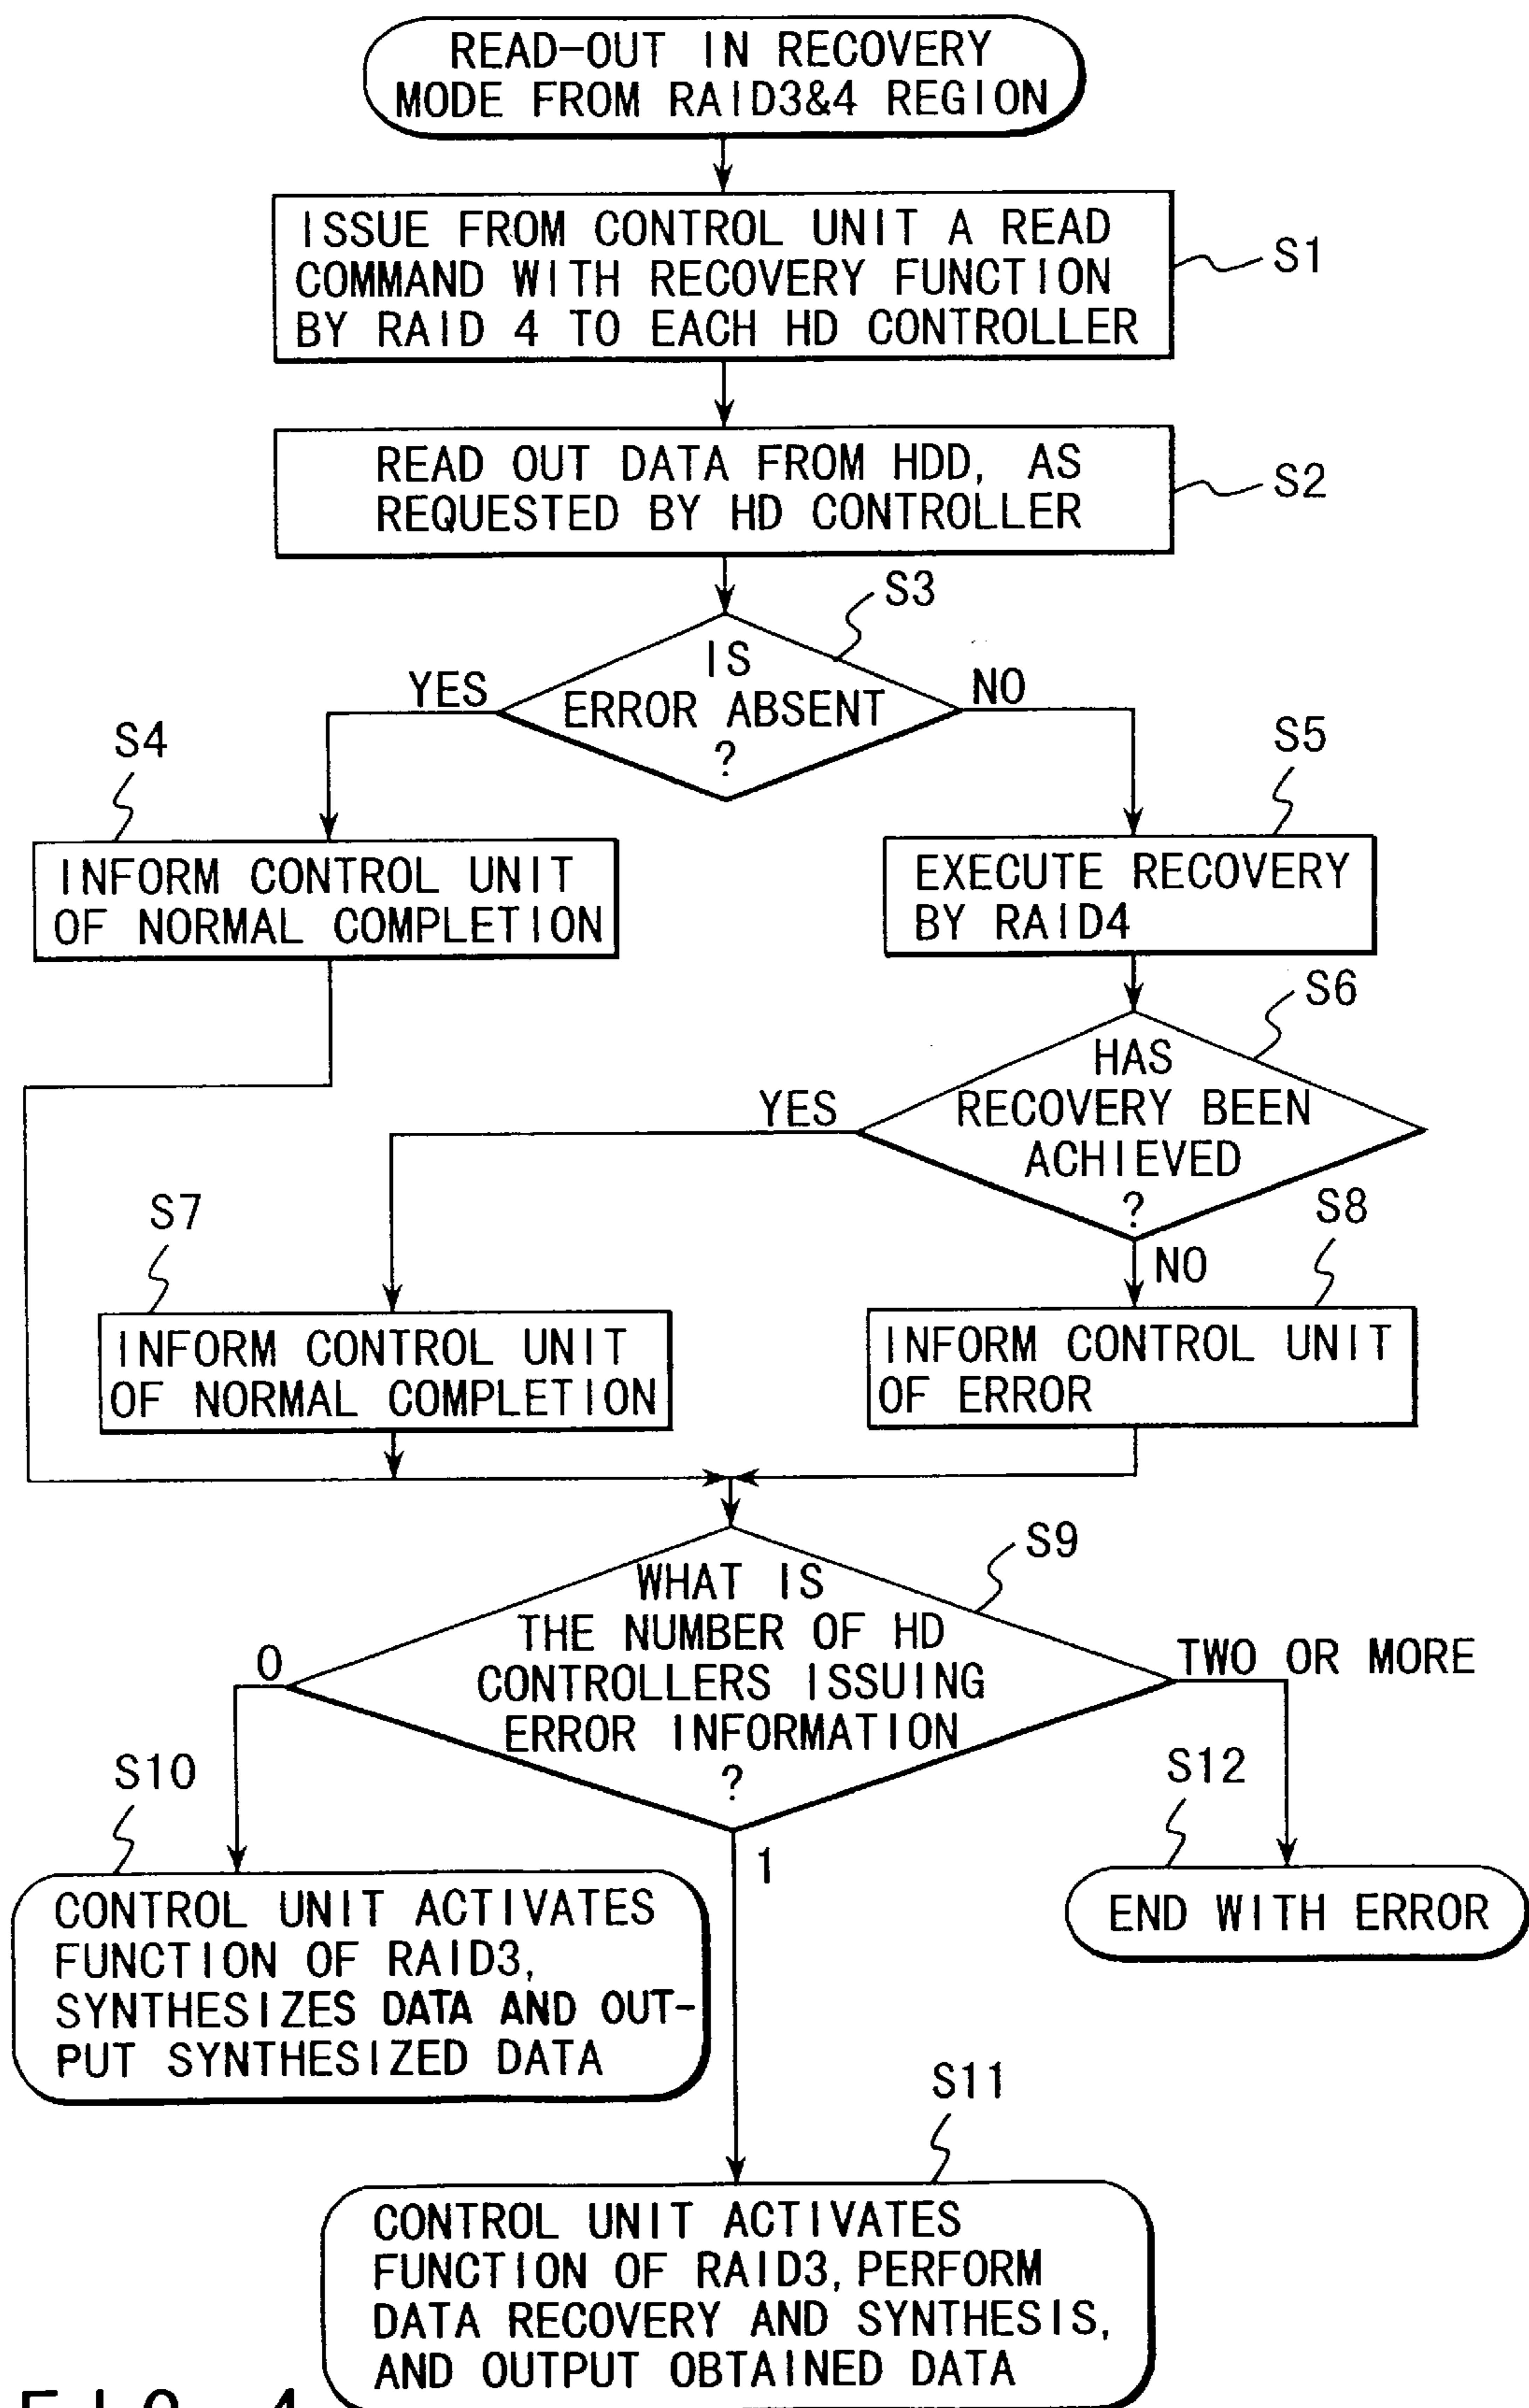 READ-OUT IN RECOVERY
MODE FROM RAID3&4 REGION
ISSUE FROM CONTROL UNIT A READ
COMMAND WITH RECOVERY FUNCTION
BY RAID 4 TO EACH HD CONTROLLER
S1
READ OUT DATA FROM HDD, AS
REQUESTED BY HD CONTROLLER
S2
S3
IS
ERROR ABSENT
?
YES
NO
S4
INFORM CONTROL UNIT
OF NORMAL COMPLETION
S5
EXECUTE RECOVERY
BY RAID4
S6
HAS
RECOVERY BEEN
ACHIEVED
?
YES
NO
S7
INFORM CONTROL UNIT
OF NORMAL COMPLETION
S8
INFORM CONTROL UNIT
OF ERROR
S9
WHAT IS
THE NUMBER OF HD
CONTROLLERS ISSUING
ERROR INFORMATION
?
0
TWO OR MORE
1
S10
CONTROL UNIT ACTIVATES
FUNCTION OF RAID3,
SYNTHESIZES DATA AND OUT-
PUT SYNTHESIZED DATA
S12
END WITH ERROR
S11
CONTROL UNIT ACTIVATES
FUNCTION OF RAID3, PERFORM
DATA RECOVERY AND SYNTHESIS,
AND OUTPUT OBTAINED DATA